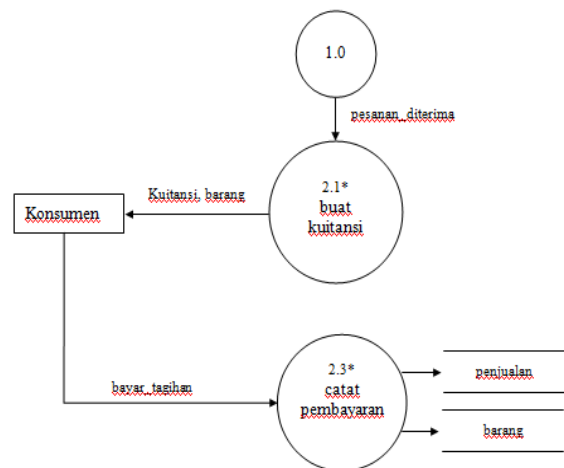 1.0
pesanan_diterima
2.1*
buat
kuitansi
Kuitansi, barang
Konsumen
2.3*
catat
pembayaran
bayar_tagihan
penjualan
barang